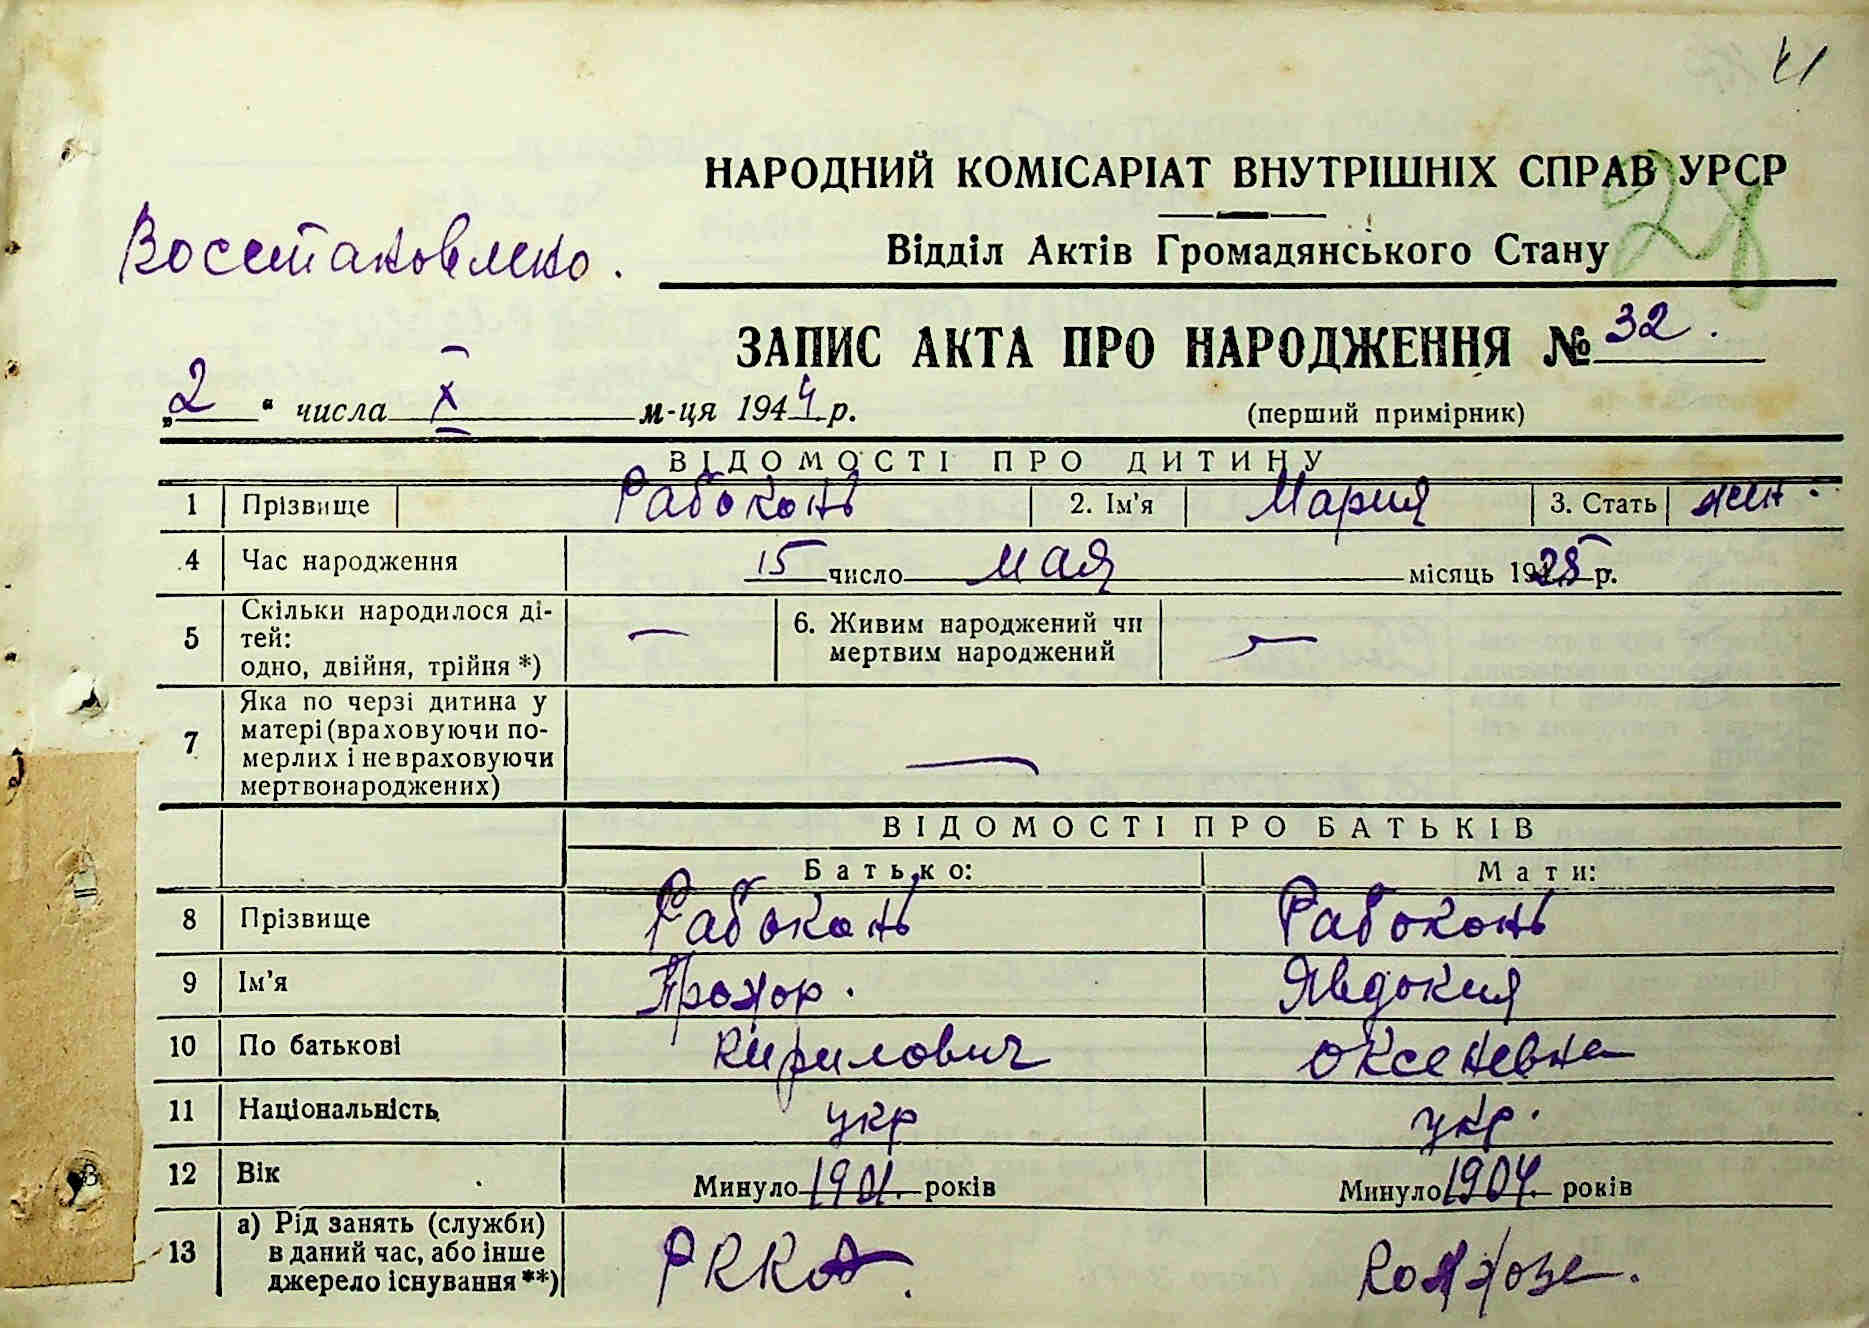 41
НАРОДНИЙ КОМІСАРІАТ ВНУТРІШНІХ СПРАВ УРСР
28
Восстановлено.
Відділ Актів Громадянського Стану
ЗАПИС АКТА ПРО НАРОДЖЕННЯ № 32.
„2“ числа X м-ця 1944 р.
(перший примірник)
ВІДОМОСТІ ПРО ДИТИНУ
1 Прізвище Рабоконь 2. Ім'я Мария 3. Стать жен.
4 Час народження 15 число мая місяць 1928 р.
5 Скільки народилося ді-
тей:
одно, двійня, трійня *) —
6. Живим народжений чи
мертвим народжений —
7 Яка по черзі дитина у
матері (враховуючи по-
мерлих і не враховуючи
мертвонароджених) —
ВІДОМОСТІ ПРО БАТЬКІВ
Батько: Мати:
8 Прізвище Рабоконь Рабоконь
9 Ім'я Прохор. Явдокия
10 По батькові Кирилович Оксеневна
11 Національність укр укр.
12 Вік Минуло 1901. років Минуло 1904. років
13 а) Рід занять (служби)
в даний час, або інше
джерело існування **) РККА. Колхозе.